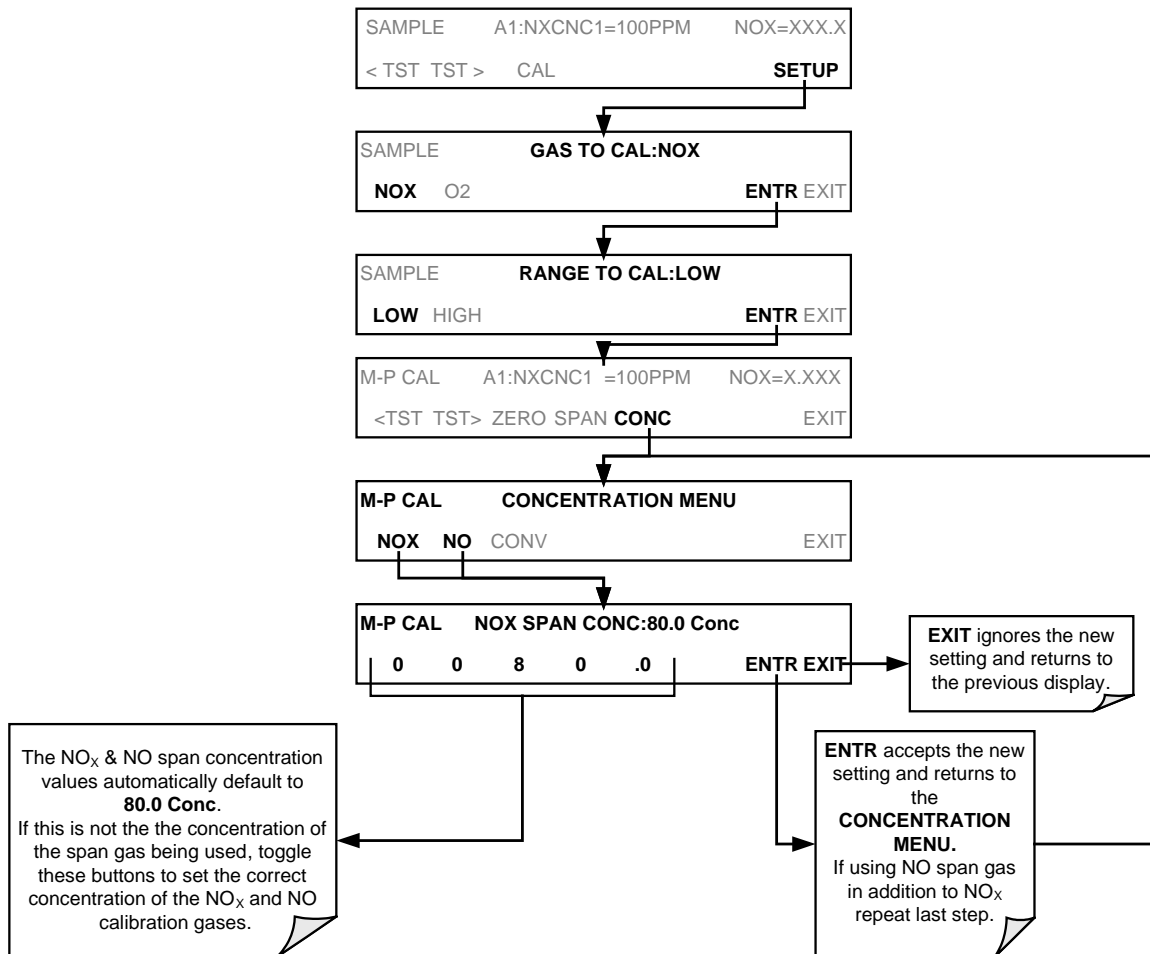 SAMPLE A1:NXCNC1=100PPM NOX=XXX.X
< TST TST > CAL SETUP
SAMPLE GAS TO CAL:NOX
NOX O2 ENTR EXIT
SAMPLE RANGE TO CAL:LOW
LOW HIGH ENTR EXIT
M-P CAL A1:NXCNC1 =100PPM NOX=X.XXX
<TST TST> ZERO SPAN CONC EXIT
M-P CAL CONCENTRATION MENU
NOX NO CONV EXIT
M-P CAL NOX SPAN CONC:80.0 Conc
0 0 8 0 .0 ENTR EXIT
EXIT ignores the new
setting and returns to
the previous display.
The NOX & NO span concentration
values automatically default to
80.0 Conc.
If this is not the the concentration of
the span gas being used, toggle
these buttons to set the correct
concentration of the NOX and NO
calibration gases.
ENTR accepts the new
setting and returns to
the
CONCENTRATION
MENU.
If using NO span gas
in addition to NOX
repeat last step.